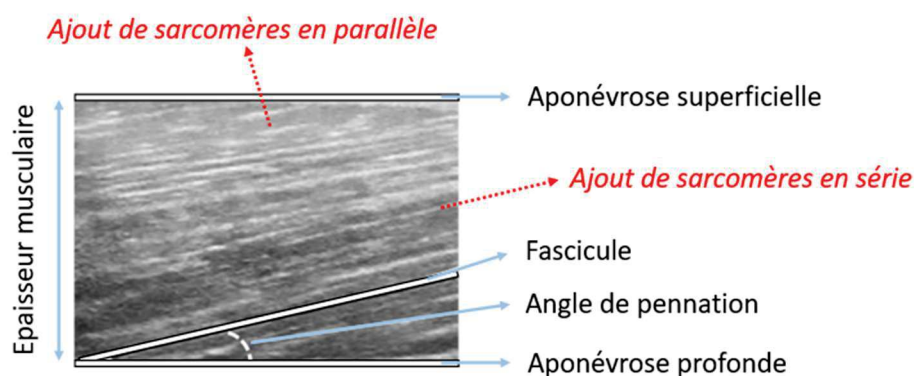 Ajout de sarcomères en parallèle
Epaisseur musculaire
Aponévrose superficielle
Ajout de sarcomères en série
Fascicule
Angle de pennation
Aponévrose profonde